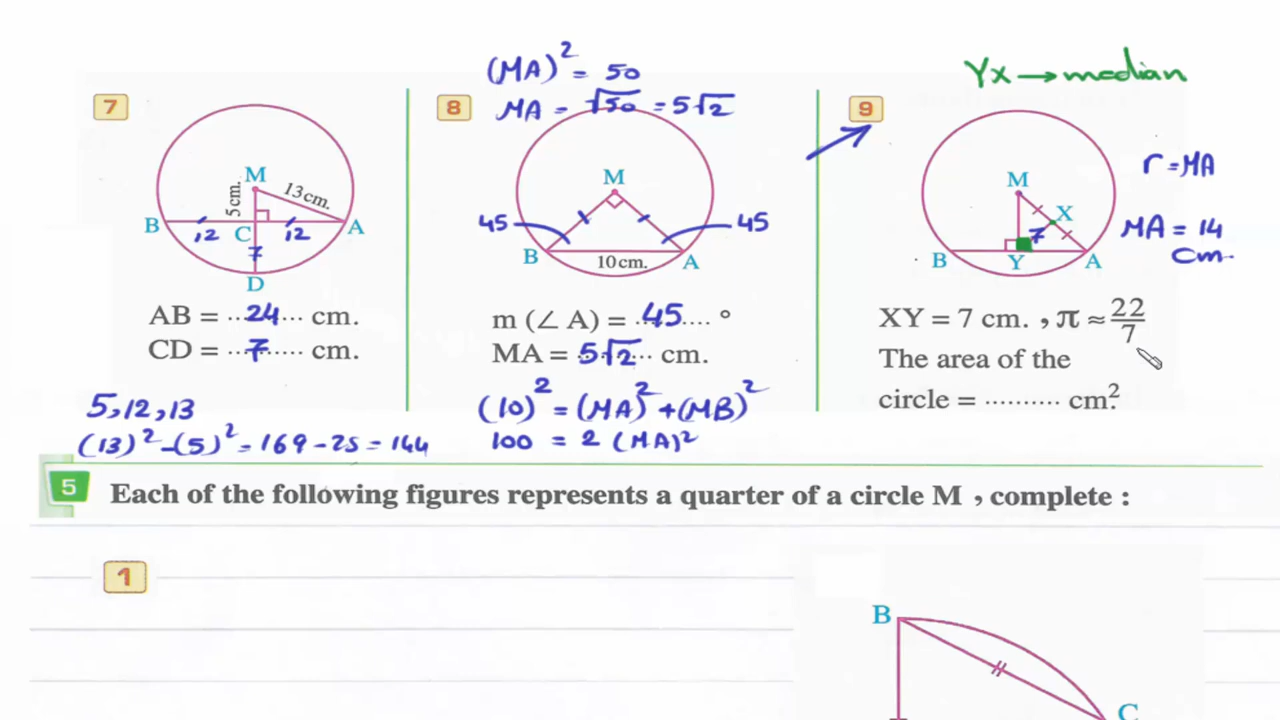 7
M
5 cm.
13 cm.
B
12
C
12
A
7
D
AB = ..24... cm.
CD = ..7..... cm.
5,12,13
(13)² -(5)² = 169 - 25 = 144
8
(MA)² = 50
MA = √50 = 5√2
M
45
45
B
10 cm.
A
m (∠ A) = ..45.... °
MA = 5√2... cm.
(10)² = (MA)² + (MB)²
100 = 2 (MA)²
9
YX → median
M
X
7
B
Y
A
r = MA
MA = 14
Cm.
XY = 7 cm. , π ≈ 22/7
The area of the
circle = .......... cm².
5 Each of the following figures represents a quarter of a circle M , complete :
1
B
C